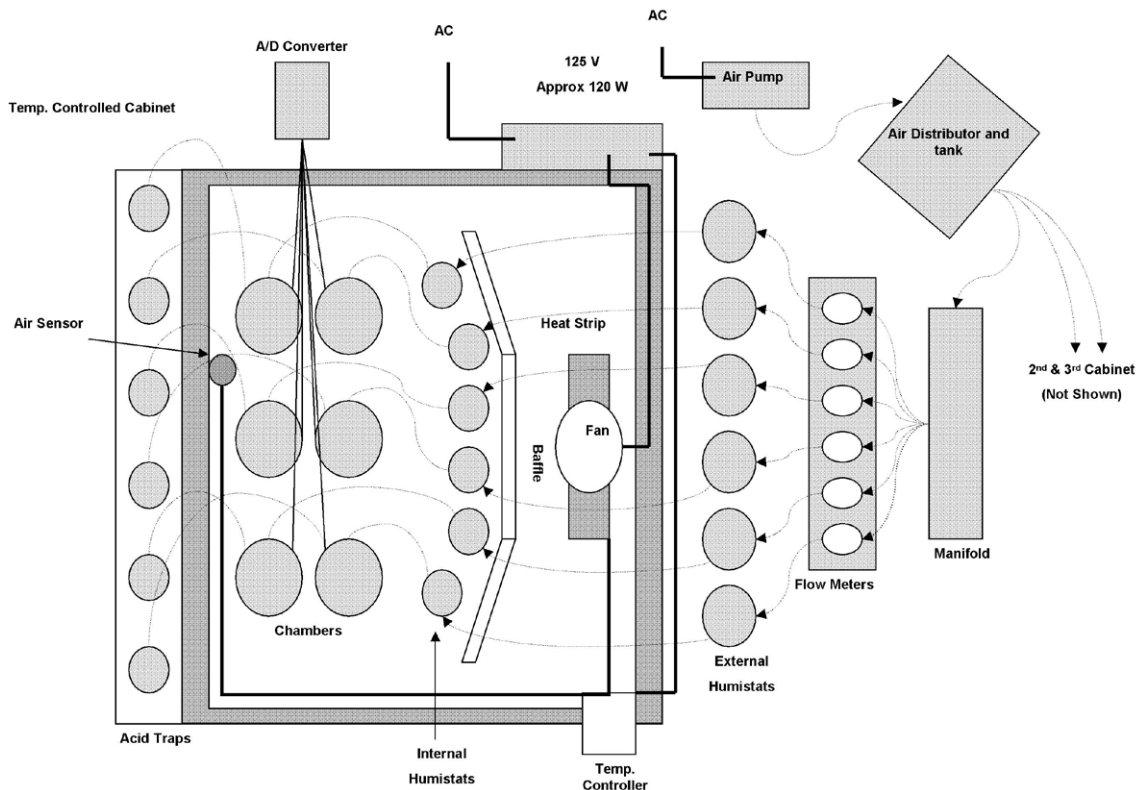 AC
AC
A/D Converter
125 V
Approx 120 W
Air Pump
Temp. Controlled Cabinet
Air Distributor and
tank
Air Sensor
Heat Strip
2nd & 3rd Cabinet
(Not Shown)
Fan
Baffle
Manifold
Flow Meters
Chambers
External
Humistats
Acid Traps
Internal
Humistats
Temp.
Controller